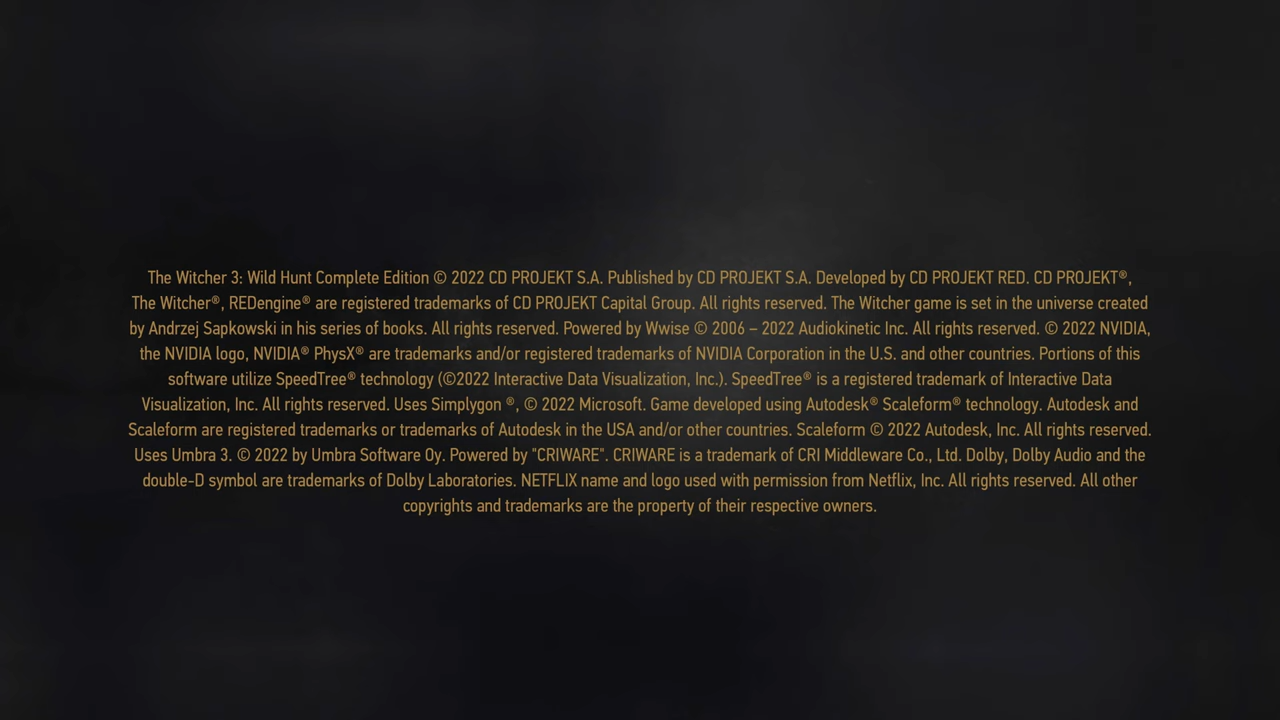 The Witcher 3: Wild Hunt Complete Edition © 2022 CD PROJEKT S.A. Published by CD PROJEKT S.A. Developed by CD PROJEKT RED. CD PROJEKT®,
The Witcher®, REDengine® are registered trademarks of CD PROJEKT Capital Group. All rights reserved. The Witcher game is set in the universe created
by Andrzej Sapkowski in his series of books. All rights reserved. Powered by Wwise © 2006 – 2022 Audiokinetic Inc. All rights reserved. © 2022 NVIDIA,
the NVIDIA logo, NVIDIA® PhysX® are trademarks and/or registered trademarks of NVIDIA Corporation in the U.S. and other countries. Portions of this
software utilize SpeedTree® technology (©2022 Interactive Data Visualization, Inc.). SpeedTree® is a registered trademark of Interactive Data
Visualization, Inc. All rights reserved. Uses Simplygon ®, © 2022 Microsoft. Game developed using Autodesk® Scaleform® technology. Autodesk and
Scaleform are registered trademarks or trademarks of Autodesk in the USA and/or other countries. Scaleform © 2022 Autodesk, Inc. All rights reserved.
Uses Umbra 3. © 2022 by Umbra Software Oy. Powered by "CRIWARE". CRIWARE is a trademark of CRI Middleware Co., Ltd. Dolby, Dolby Audio and the
double-D symbol are trademarks of Dolby Laboratories. NETFLIX name and logo used with permission from Netflix, Inc. All rights reserved. All other
copyrights and trademarks are the property of their respective owners.